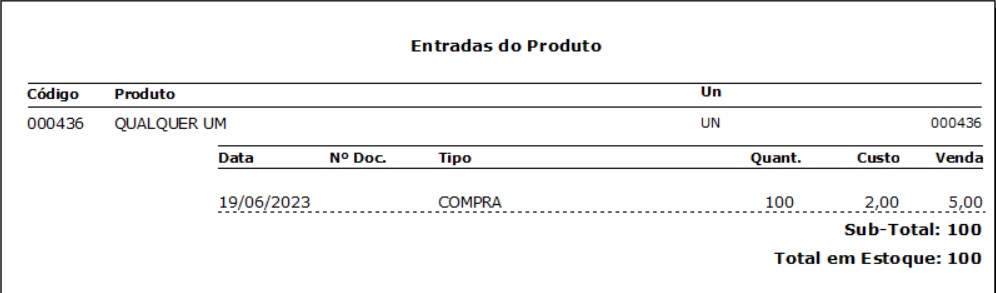 Entradas do Produto
Código Produto Un
000436 QUALQUER UM UN 000436
Data Nº Doc. Tipo Quant. Custo Venda
19/06/2023 COMPRA 100 2,00 5,00
Sub-Total: 100
Total em Estoque: 100